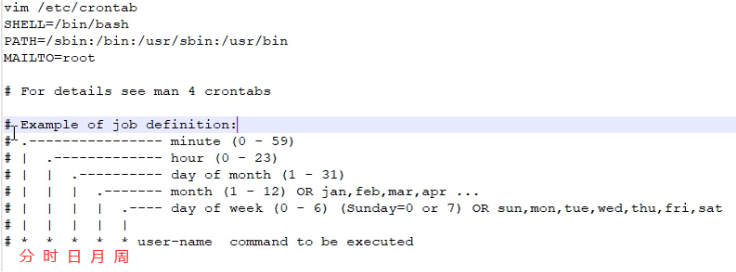 vim /etc/crontab
SHELL=/bin/bash
PATH=/sbin:/bin:/usr/sbin:/usr/bin
MAILTO=root
# For details see man 4 crontabs
# Example of job definition:
# .---------------- minute (0 - 59)
# | .------------- hour (0 - 23)
# | | .---------- day of month (1 - 31)
# | | | .------- month (1 - 12) OR jan,feb,mar,apr ...
# | | | | .---- day of week (0 - 6) (Sunday=0 or 7) OR sun,mon,tue,wed,thu,fri,sat
# | | | | |
# * * * * * user-name command to be executed
分 时 日 月 周